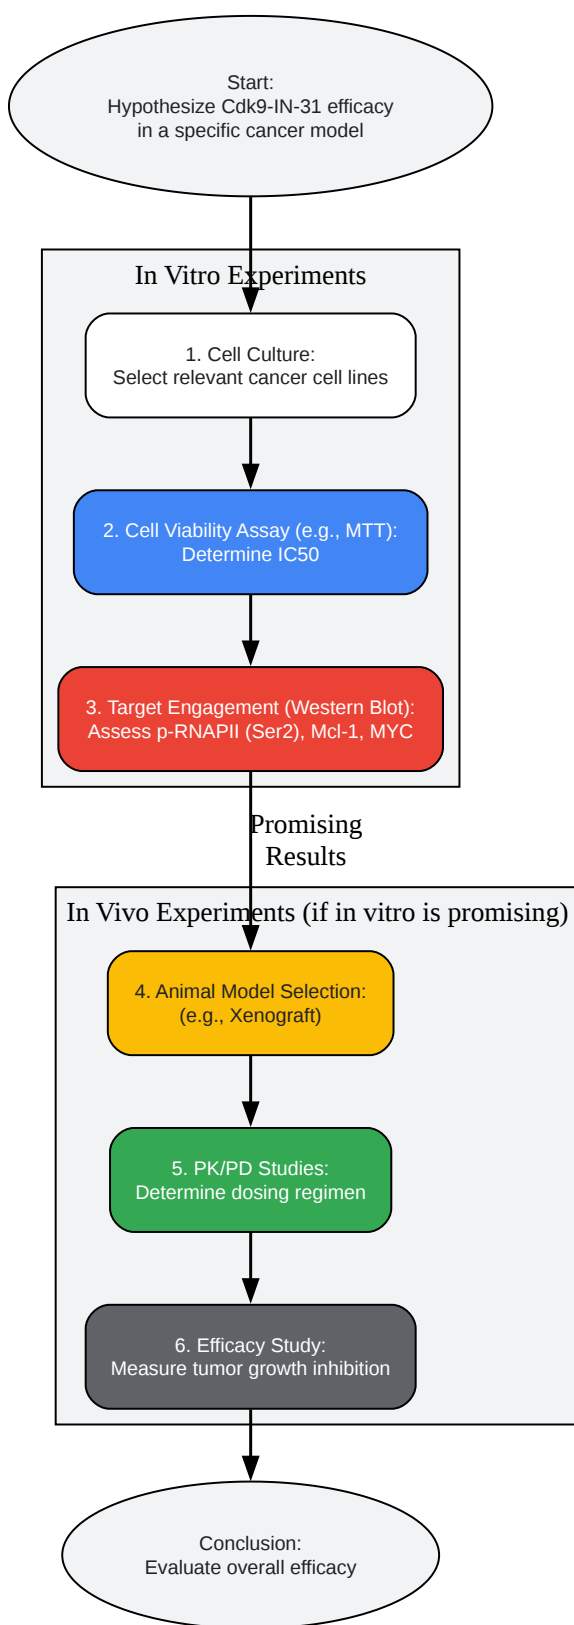 Start:
Hypothesize Cdk9-IN-31 efficacy
in a specific cancer model
In Vitro Experiments
1. Cell Culture:
Select relevant cancer cell lines
2. Cell Viability Assay (e.g., MTT):
Determine IC50
3. Target Engagement (Western Blot):
Assess p-RNAPII (Ser2), Mcl-1, MYC
Promising
Results
In Vivo Experiments (if in vitro is promising)
4. Animal Model Selection:
(e.g., Xenograft)
5. PK/PD Studies:
Determine dosing regimen
6. Efficacy Study:
Measure tumor growth inhibition
Conclusion:
Evaluate overall efficacy